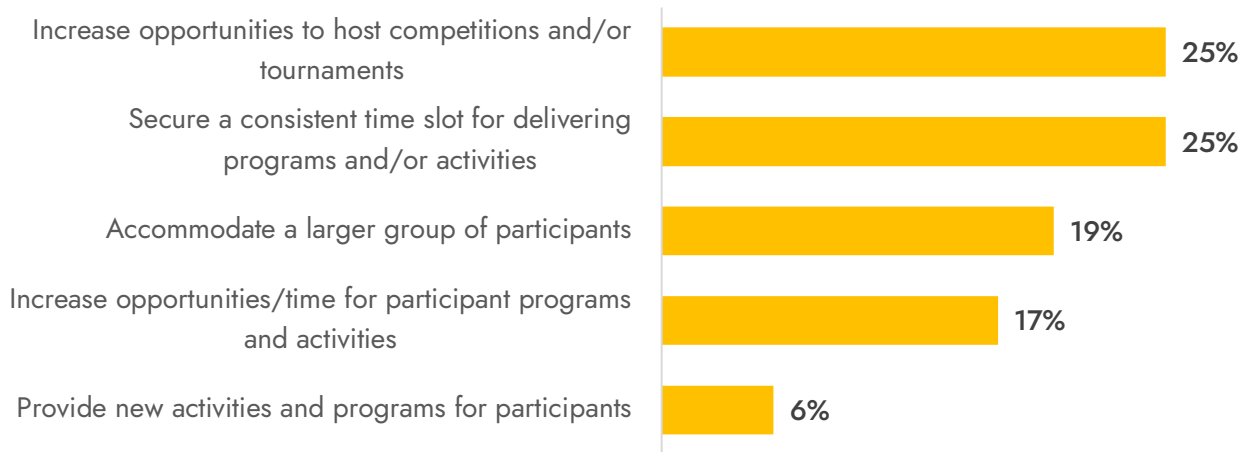 Increase opportunities to host competitions and/or
tournaments
25%
Secure a consistent time slot for delivering
programs and/or activities
25%
Accommodate a larger group of participants
19%
Increase opportunities/time for participant programs
and activities
17%
Provide new activities and programs for participants
6%